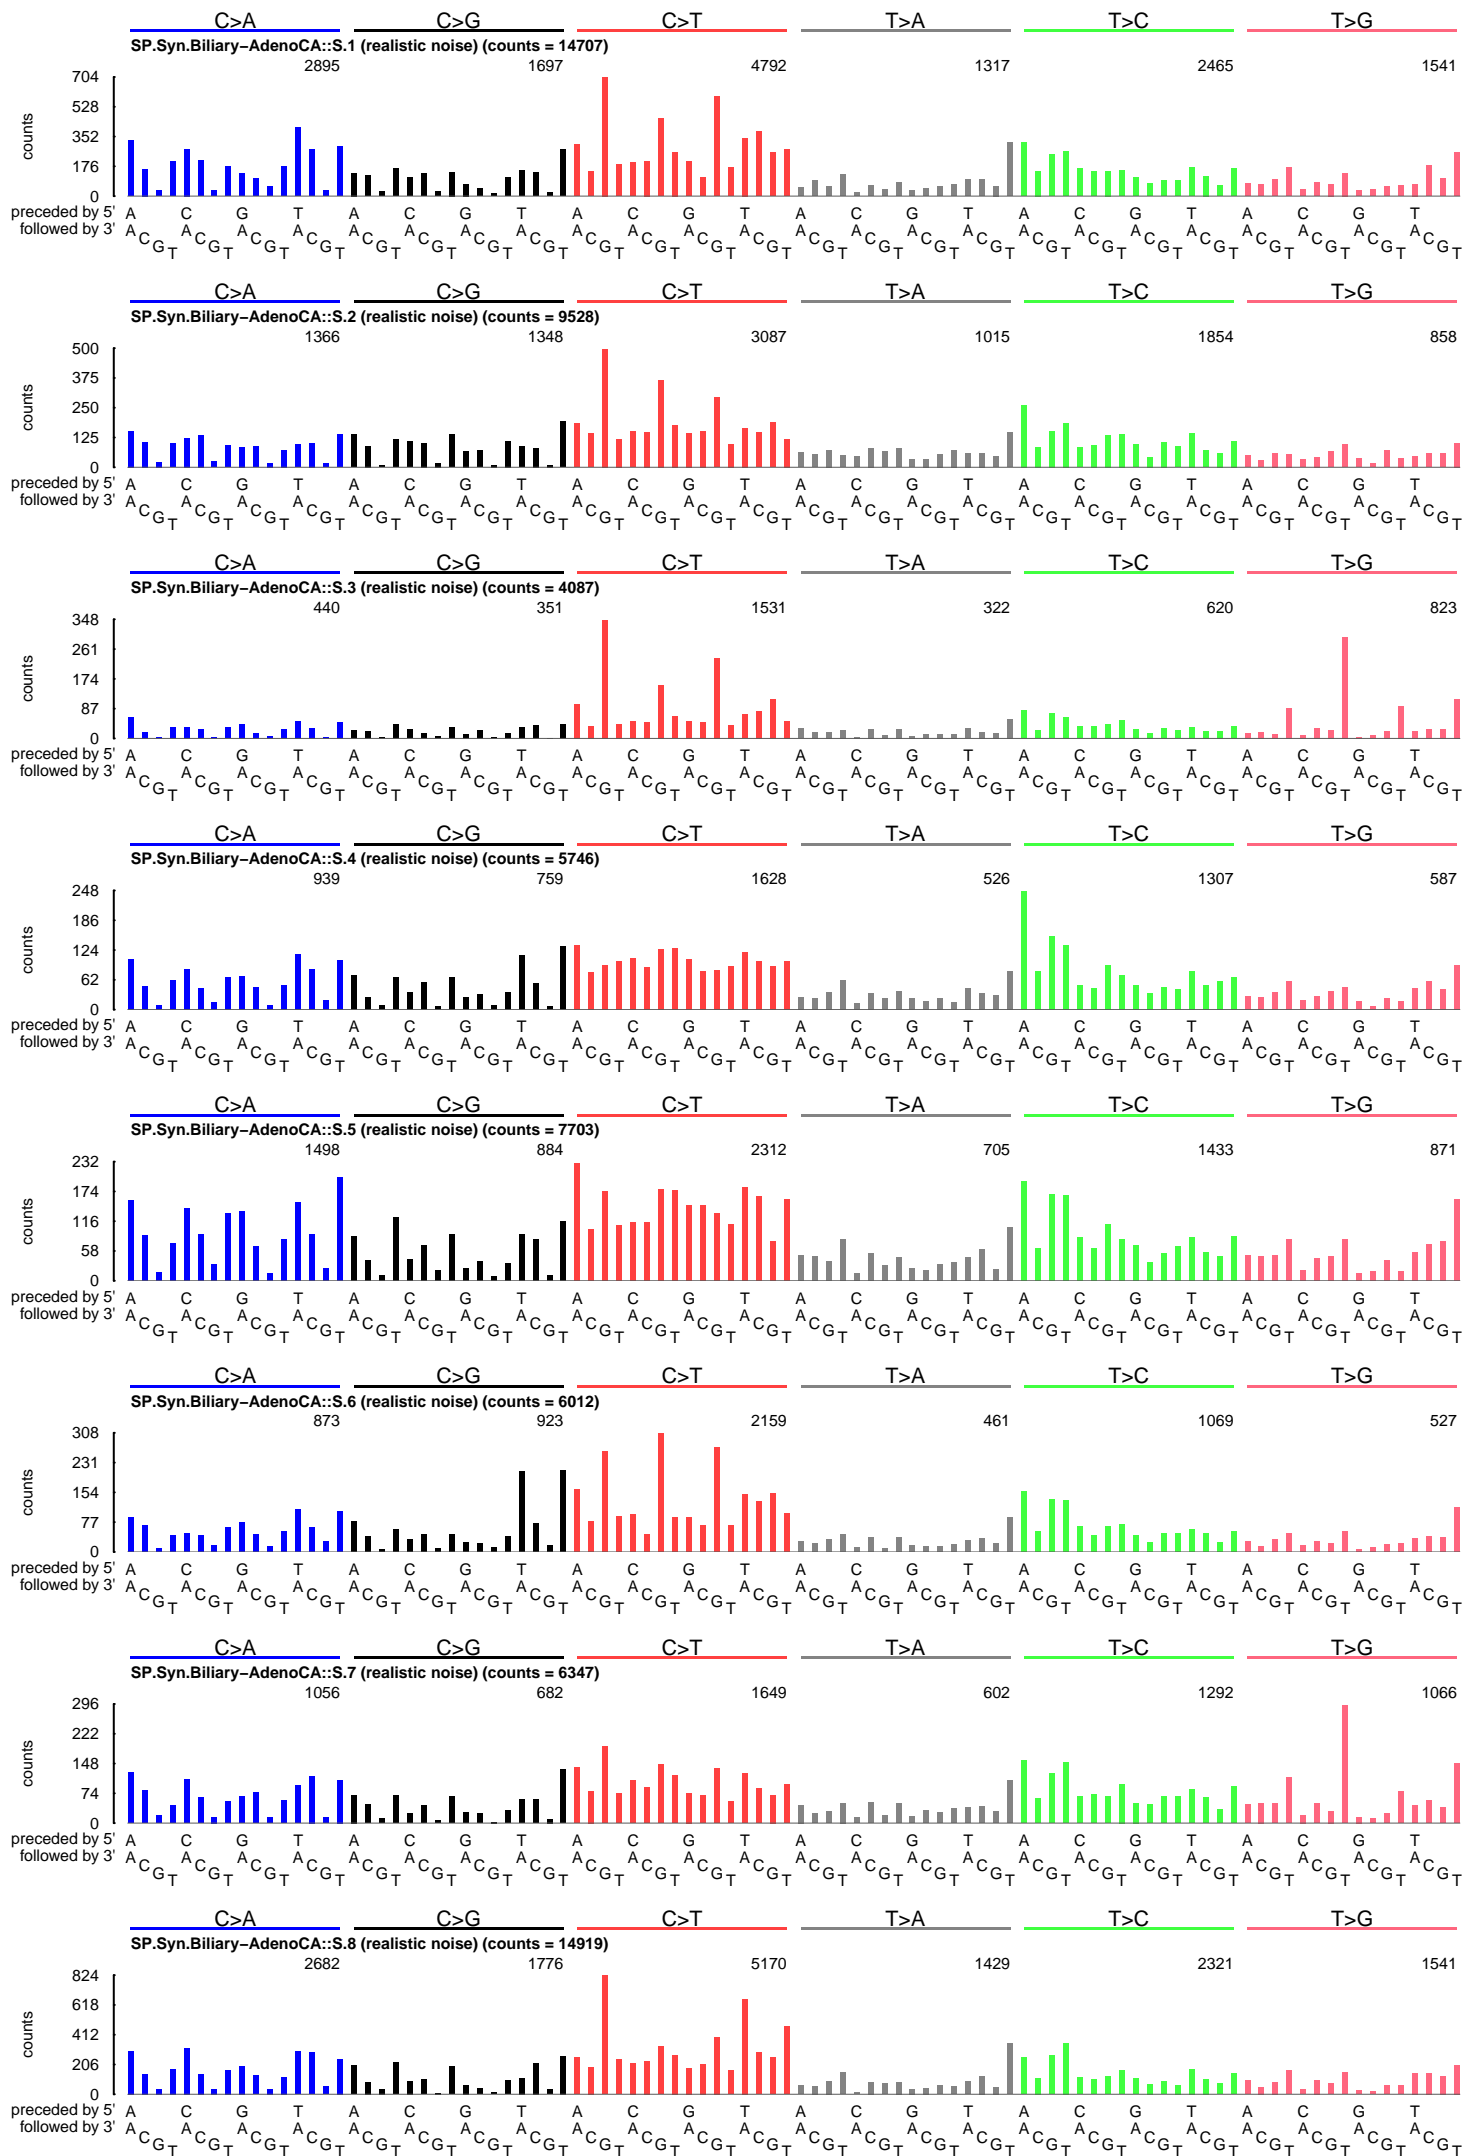 C>A C>G C>T T>A T>C T>G
SP.Syn.Biliary−AdenoCA::S.1 (realistic noise) (counts = 14707)
2895 1697 4792 1317 2465 1541
704
528
352
176
0
counts
preceded by 5' A C G T A C G T A C G T A C G T A C G T A C G T
followed by 3' A C G T A C G T A C G T A C G T A C G T A C G T A C G T A C G T A C G T A C G T A C G T A C G T A C G T A C G T A C G T A C G T A C G T A C G T A C G T A C G T A C G T A C G T A C G T A C G T
C>A C>G C>T T>A T>C T>G
SP.Syn.Biliary−AdenoCA::S.2 (realistic noise) (counts = 9528)
1366 1348 3087 1015 1854 858
500
375
250
125
0
counts
preceded by 5' A C G T A C G T A C G T A C G T A C G T A C G T
followed by 3' A C G T A C G T A C G T A C G T A C G T A C G T A C G T A C G T A C G T A C G T A C G T A C G T A C G T A C G T A C G T A C G T A C G T A C G T A C G T A C G T A C G T A C G T A C G T A C G T
C>A C>G C>T T>A T>C T>G
SP.Syn.Biliary−AdenoCA::S.3 (realistic noise) (counts = 4087)
440 351 1531 322 620 823
348
261
174
87
0
counts
preceded by 5' A C G T A C G T A C G T A C G T A C G T A C G T
followed by 3' A C G T A C G T A C G T A C G T A C G T A C G T A C G T A C G T A C G T A C G T A C G T A C G T A C G T A C G T A C G T A C G T A C G T A C G T A C G T A C G T A C G T A C G T A C G T A C G T
C>A C>G C>T T>A T>C T>G
SP.Syn.Biliary−AdenoCA::S.4 (realistic noise) (counts = 5746)
939 759 1628 526 1307 587
248
186
124
62
0
counts
preceded by 5' A C G T A C G T A C G T A C G T A C G T A C G T
followed by 3' A C G T A C G T A C G T A C G T A C G T A C G T A C G T A C G T A C G T A C G T A C G T A C G T A C G T A C G T A C G T A C G T A C G T A C G T A C G T A C G T A C G T A C G T A C G T A C G T
C>A C>G C>T T>A T>C T>G
SP.Syn.Biliary−AdenoCA::S.5 (realistic noise) (counts = 7703)
1498 884 2312 705 1433 871
232
174
116
58
0
counts
preceded by 5' A C G T A C G T A C G T A C G T A C G T A C G T
followed by 3' A C G T A C G T A C G T A C G T A C G T A C G T A C G T A C G T A C G T A C G T A C G T A C G T A C G T A C G T A C G T A C G T A C G T A C G T A C G T A C G T A C G T A C G T A C G T A C G T
C>A C>G C>T T>A T>C T>G
SP.Syn.Biliary−AdenoCA::S.6 (realistic noise) (counts = 6012)
873 923 2159 461 1069 527
308
231
154
77
0
counts
preceded by 5' A C G T A C G T A C G T A C G T A C G T A C G T
followed by 3' A C G T A C G T A C G T A C G T A C G T A C G T A C G T A C G T A C G T A C G T A C G T A C G T A C G T A C G T A C G T A C G T A C G T A C G T A C G T A C G T A C G T A C G T A C G T A C G T
C>A C>G C>T T>A T>C T>G
SP.Syn.Biliary−AdenoCA::S.7 (realistic noise) (counts = 6347)
1056 682 1649 602 1292 1066
296
222
148
74
0
counts
preceded by 5' A C G T A C G T A C G T A C G T A C G T A C G T
followed by 3' A C G T A C G T A C G T A C G T A C G T A C G T A C G T A C G T A C G T A C G T A C G T A C G T A C G T A C G T A C G T A C G T A C G T A C G T A C G T A C G T A C G T A C G T A C G T A C G T
C>A C>G C>T T>A T>C T>G
SP.Syn.Biliary−AdenoCA::S.8 (realistic noise) (counts = 14919)
2682 1776 5170 1429 2321 1541
824
618
412
206
0
counts
preceded by 5' A C G T A C G T A C G T A C G T A C G T A C G T
followed by 3' A C G T A C G T A C G T A C G T A C G T A C G T A C G T A C G T A C G T A C G T A C G T A C G T A C G T A C G T A C G T A C G T A C G T A C G T A C G T A C G T A C G T A C G T A C G T A C G T